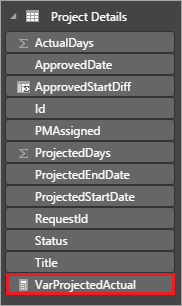 Project Details
ActualDays
ApprovedDate
ApprovedStartDiff
Id
PMAssigned
ProjectedDays
ProjectedEndDate
ProjectedStartDate
RequestId
Status
Title
VarProjectedActual